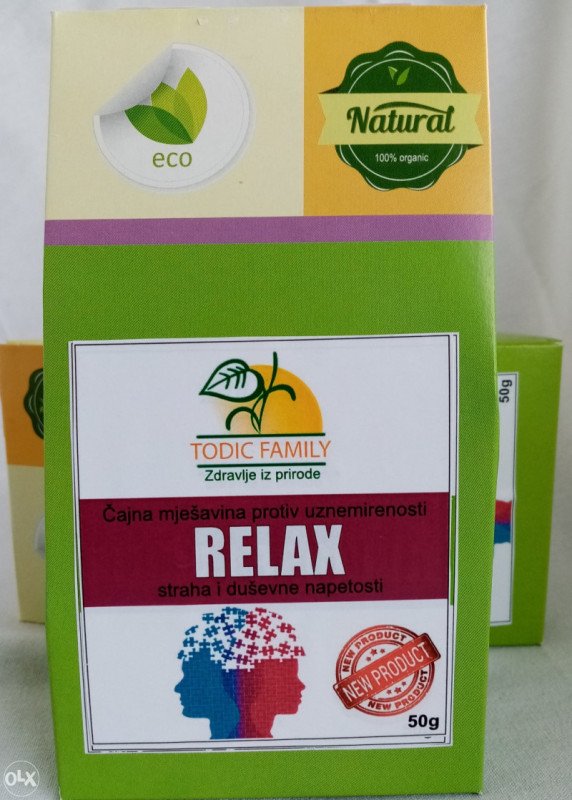 eco
Natural
100% organic
TODIC FAMILY
Zdravlje iz prirode
Čajna mješavina protiv uznemirenosti
RELAX
straha i duševne napetosti
NEW PRODUCT
NEW PRODUCT
NEW PRODUCT
50g
50g
OLX